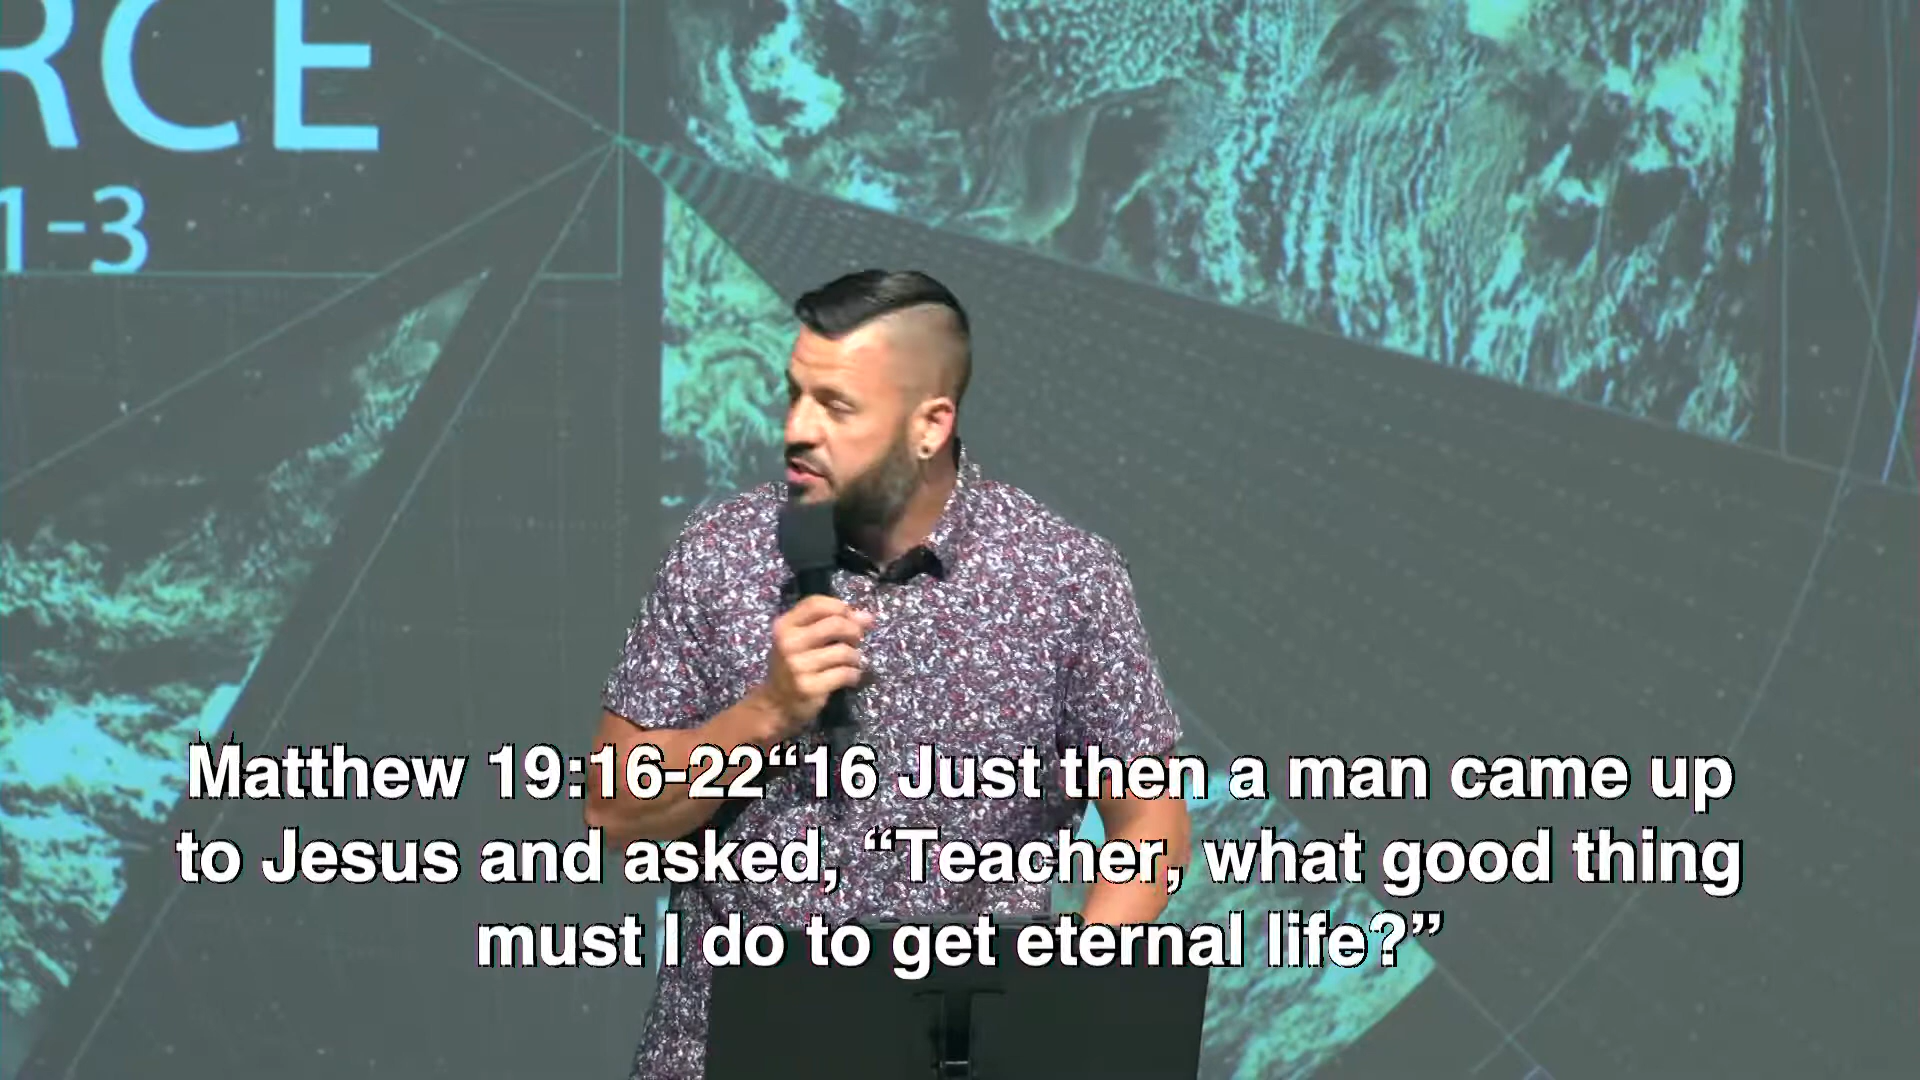 RCE
1-3
Matthew 19:16-22“16 Just then a man came up
to Jesus and asked, “Teacher, what good thing
must I do to get eternal life?”